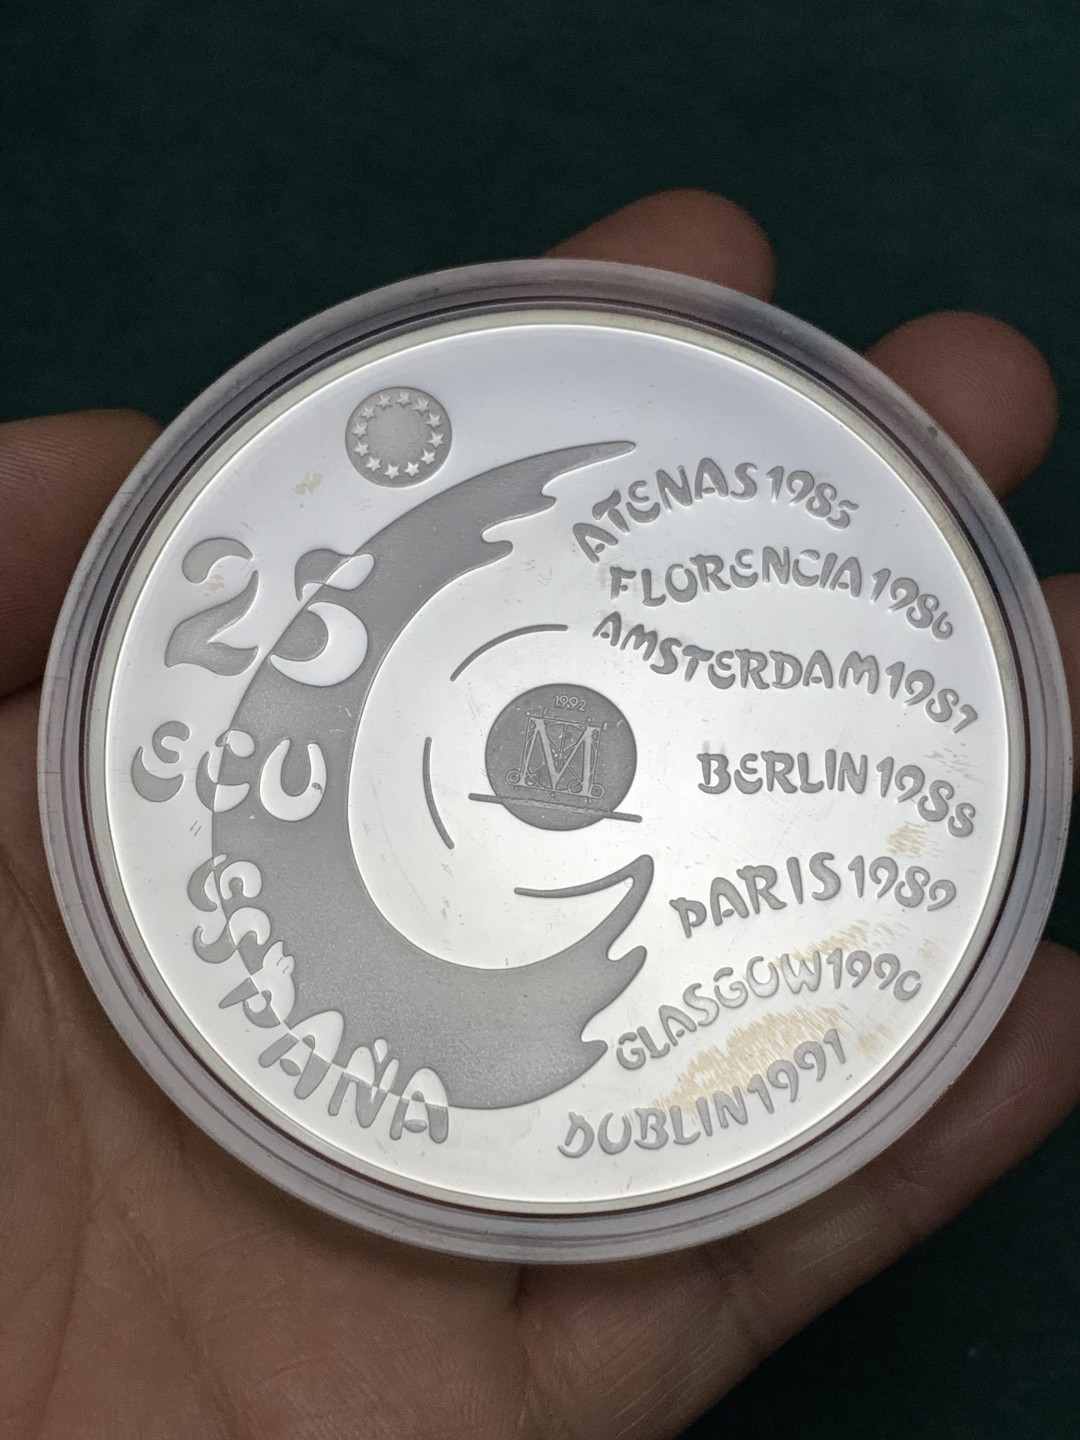 25
ECU
ESPAÑA
1992
M
ATENAS 1985
FLORENCIA 1986
AMSTERDAM 1987
BERLIN 1988
PARIS 1989
GLASGOW 1990
DUBLIN 1991